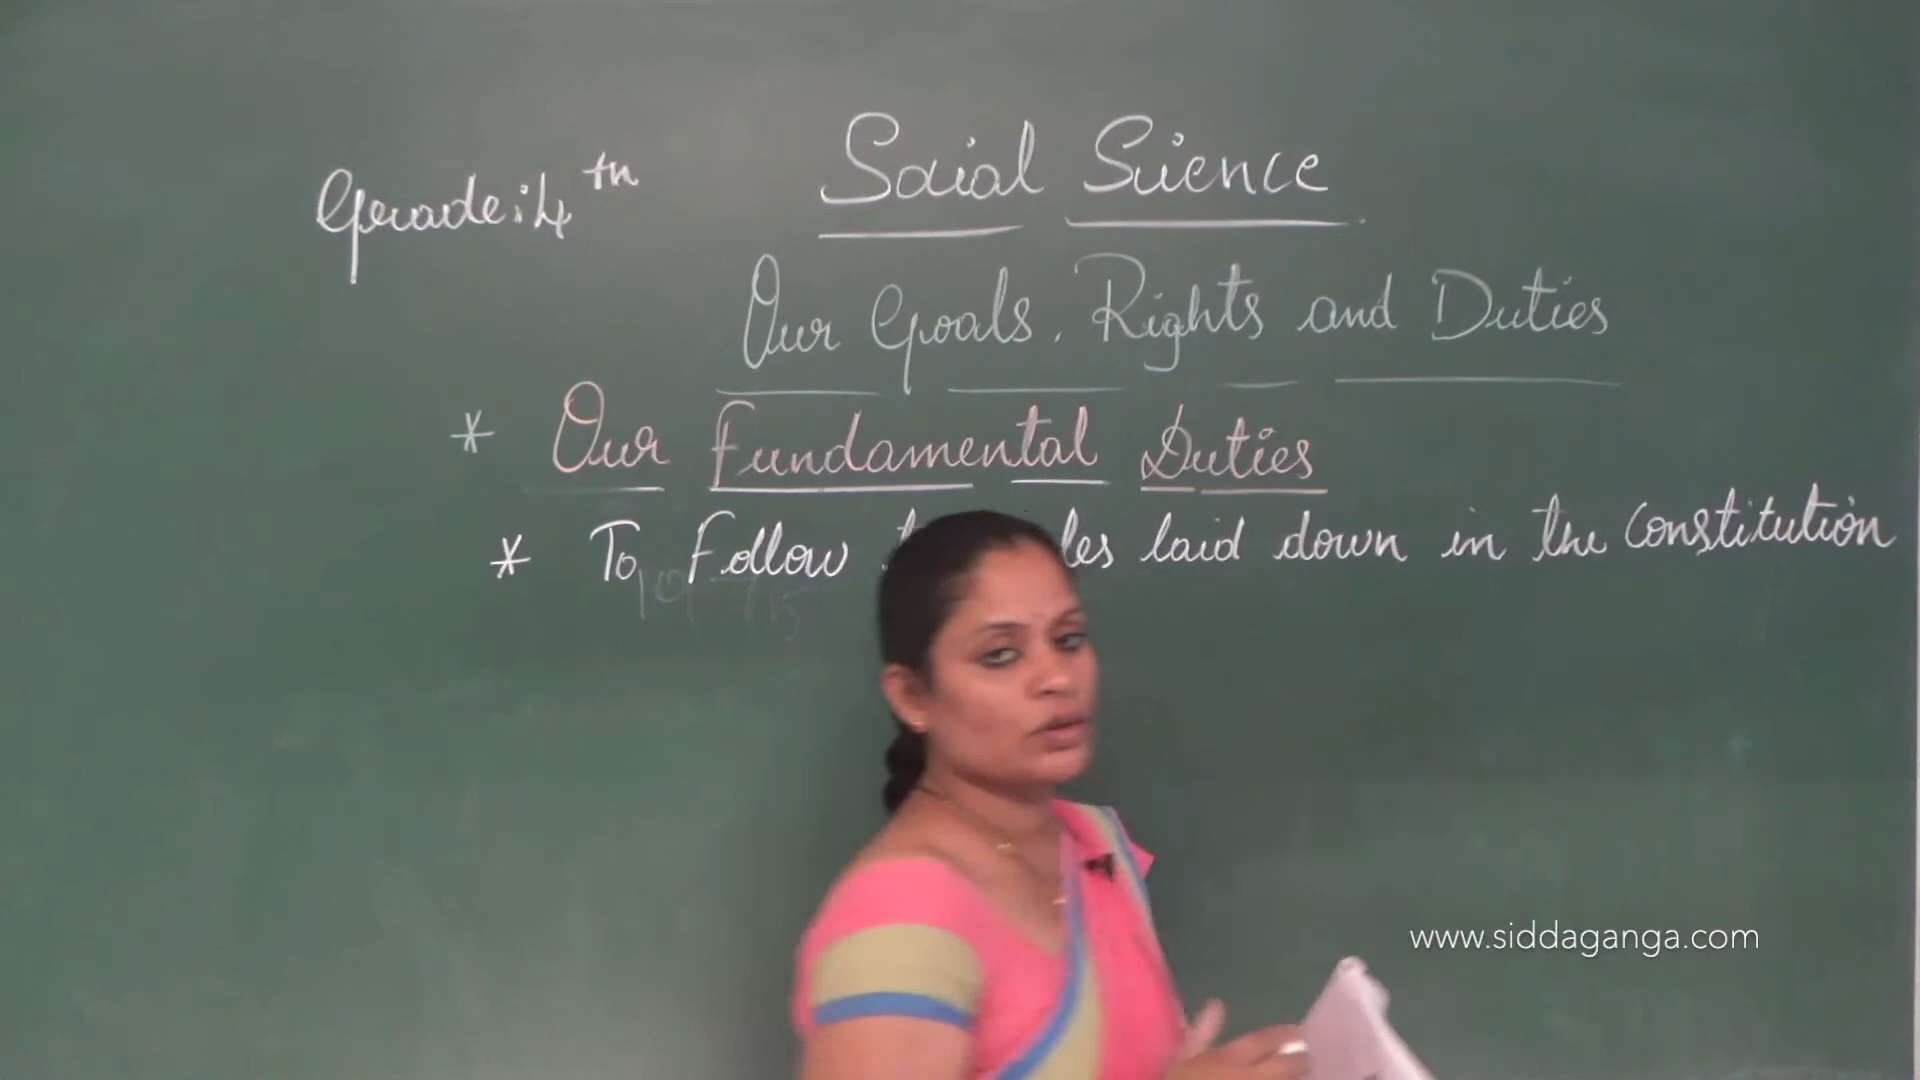 Grade: 4th
Social Science
Our Goals, Rights and Duties
* Our Fundamental Duties
* To Follow laid down in the constitution
www.siddaganga.com